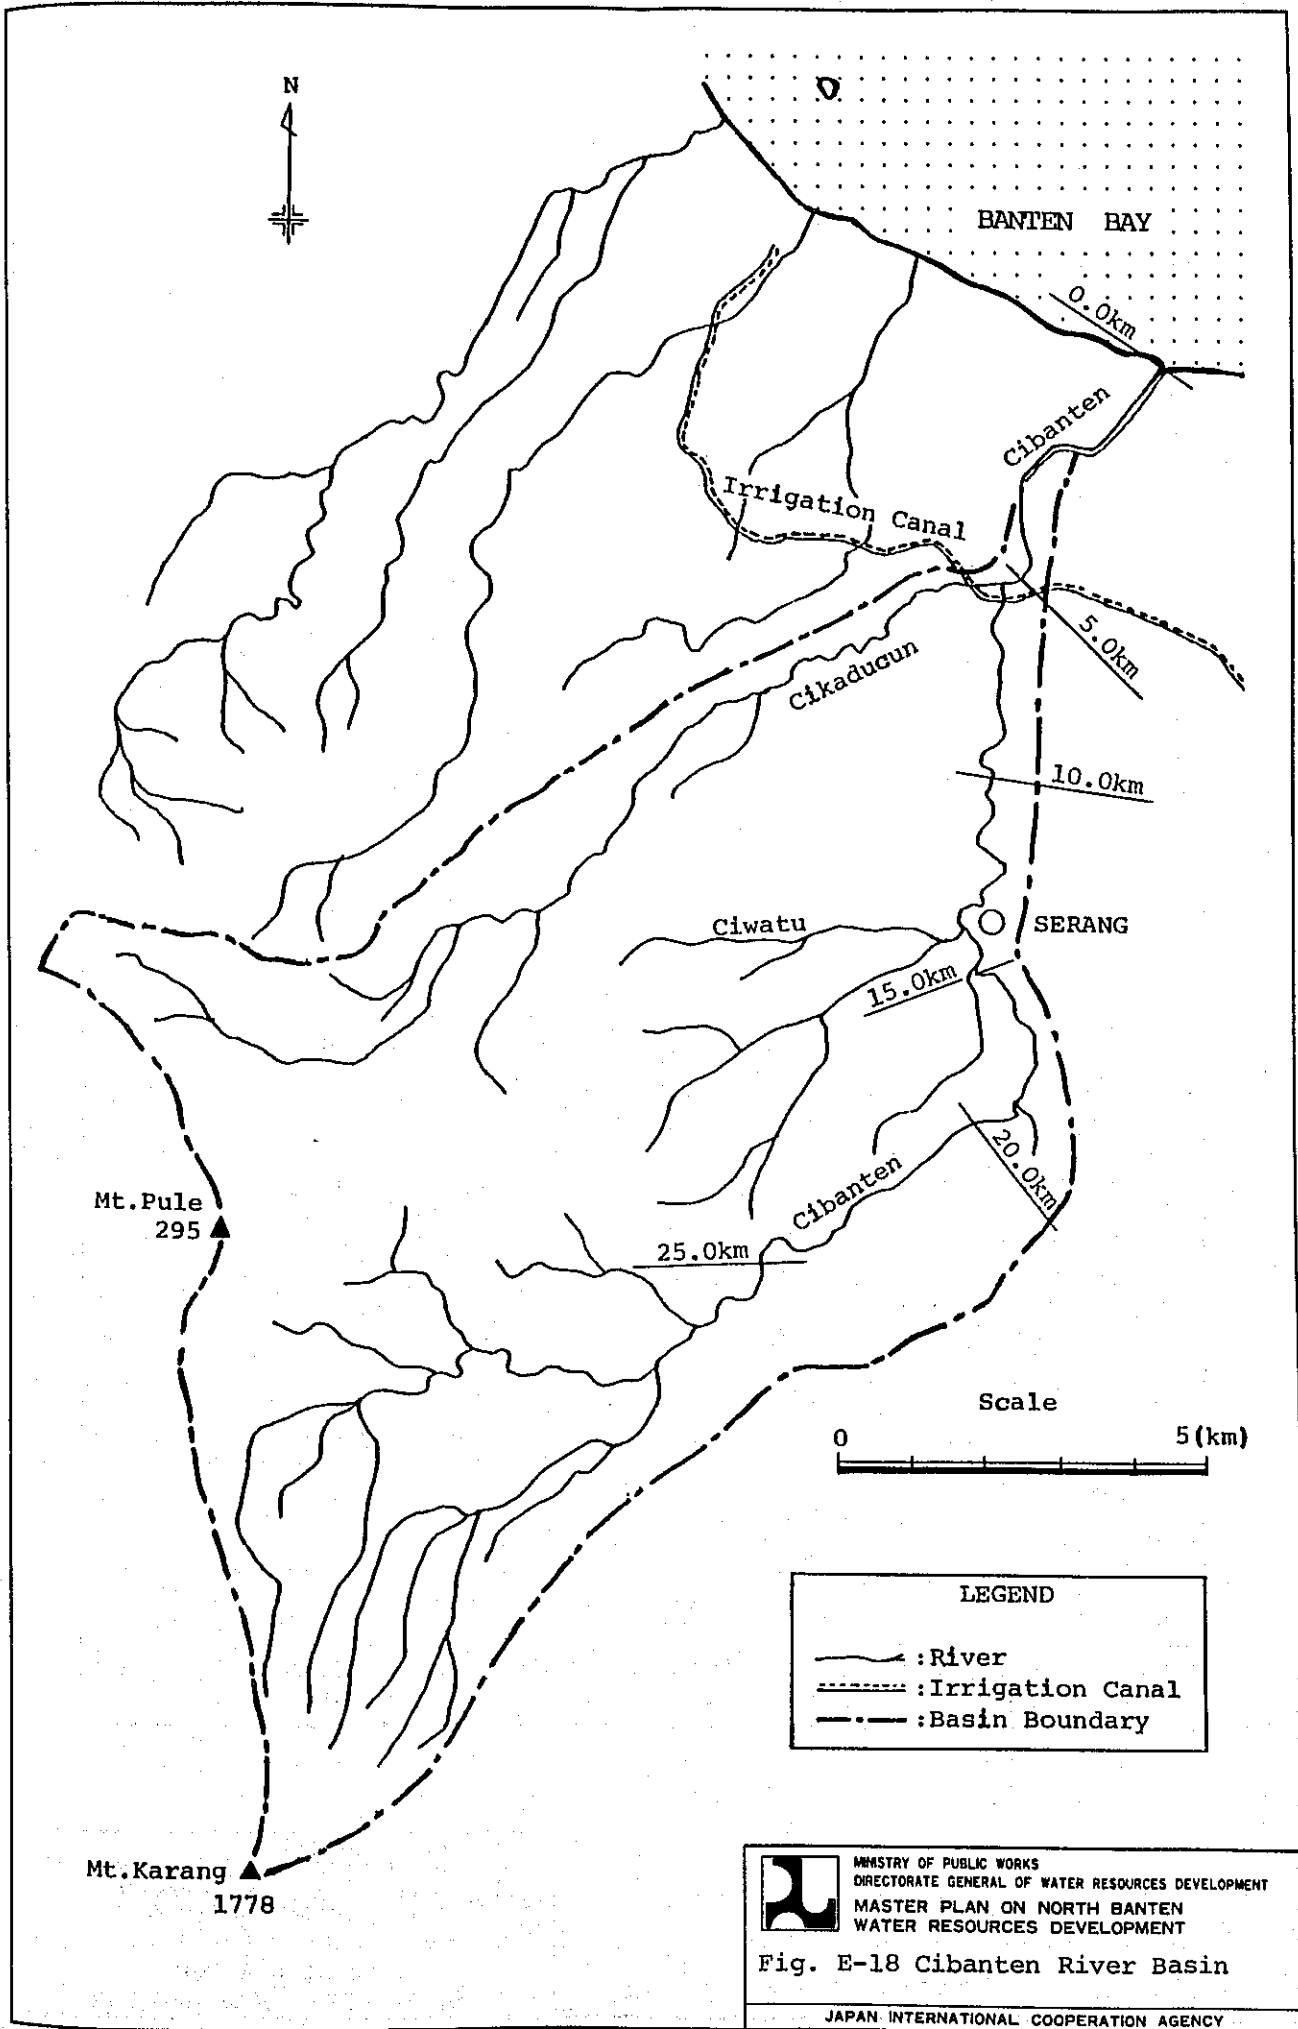 N
BANTEN BAY
0.0km
Cibanten
Irrigation Canal
5.0km
Cikaducun
10.0km
Ciwatu
SERANG
15.0km
20.0km
Cibanten
Mt.Pule
295
25.0km
Scale
0 5(km)
LEGEND
:River
:Irrigation Canal
:Basin Boundary
Mt.Karang
1778
MINISTRY OF PUBLIC WORKS
DIRECTORATE GENERAL OF WATER RESOURCES DEVELOPMENT
MASTER PLAN ON NORTH BANTEN
WATER RESOURCES DEVELOPMENT
Fig. E-18 Cibanten River Basin
JAPAN INTERNATIONAL COOPERATION AGENCY